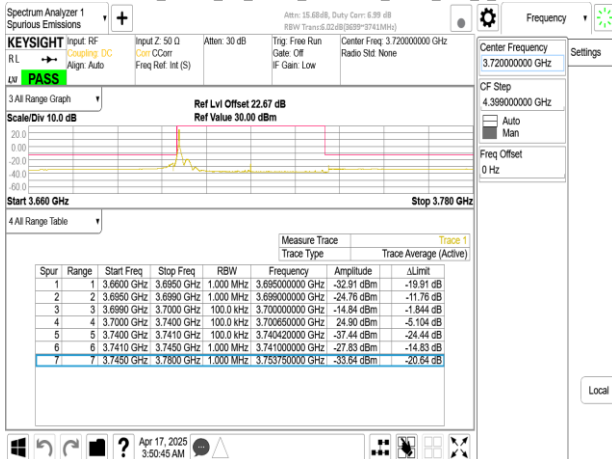 Spectrum Analyzer 1
Spurious Emissions
Attn: 15.68dB, Duty Corr: 6.99 dB
RBW Trans:6.02dB(3699~3741MHz)
Frequency
KEYSIGHT
Input: RF
Input Z: 50 Ω
Atten: 30 dB
Trig: Free Run
Center Freq: 3.720000000 GHz
RL
Coupling: DC
Corr CCorr
Gate: Off
Radio Std: None
Align: Auto
Freq Ref: Int (S)
IF Gain: Low
LXI
PASS
Center Frequency
3.720000000 GHz
Settings
CF Step
4.399000000 GHz
Auto
Man
Freq Offset
0 Hz
3 All Range Graph
Ref Lvl Offset 22.67 dB
Scale/Div 10.0 dB
Ref Value 30.00 dBm
20.0
0.00
-20.0
-40.0
-60.0
Start 3.660 GHz
Stop 3.780 GHz
4 All Range Table
Measure Trace Trace 1
Trace Type Trace Average (Active)
Spur Range Start Freq Stop Freq RBW Frequency Amplitude ΔLimit
1 1 3.6600 GHz 3.6950 GHz 1.000 MHz 3.695000000 GHz -32.91 dBm -19.91 dB
2 2 3.6950 GHz 3.6990 GHz 1.000 MHz 3.699000000 GHz -24.76 dBm -11.76 dB
3 3 3.6990 GHz 3.7000 GHz 100.0 kHz 3.700000000 GHz -14.84 dBm -1.844 dB
4 4 3.7000 GHz 3.7400 GHz 100.0 kHz 3.700650000 GHz 24.90 dBm -5.104 dB
5 5 3.7400 GHz 3.7410 GHz 100.0 kHz 3.740420000 GHz -37.44 dBm -24.44 dB
6 6 3.7410 GHz 3.7450 GHz 1.000 MHz 3.741000000 GHz -27.83 dBm -14.83 dB
7 7 3.7450 GHz 3.7800 GHz 1.000 MHz 3.753750000 GHz -33.64 dBm -20.64 dB
Local
?
Apr 17, 2025
3:50:45 AM